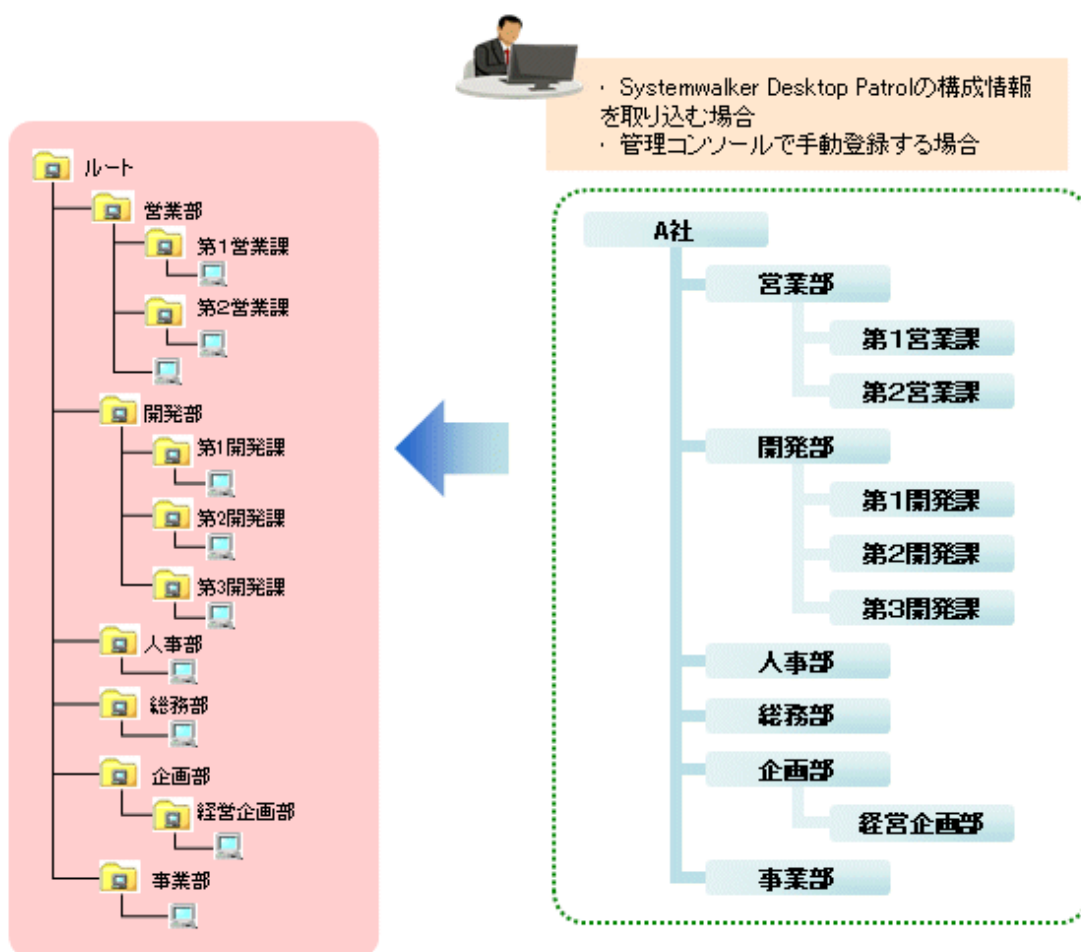 ・ Systemwalker Desktop Patrolの構成情報
を取り込む場合
・ 管理コンソールで手動登録する場合
ルート
営業部
第1営業課
第2営業課
開発部
第1開発課
第2開発課
第3開発課
人事部
総務部
企画部
経営企画部
事業部
A社
営業部
第1営業課
第2営業課
開発部
第1開発課
第2開発課
第3開発課
人事部
総務部
企画部
経営企画部
事業部